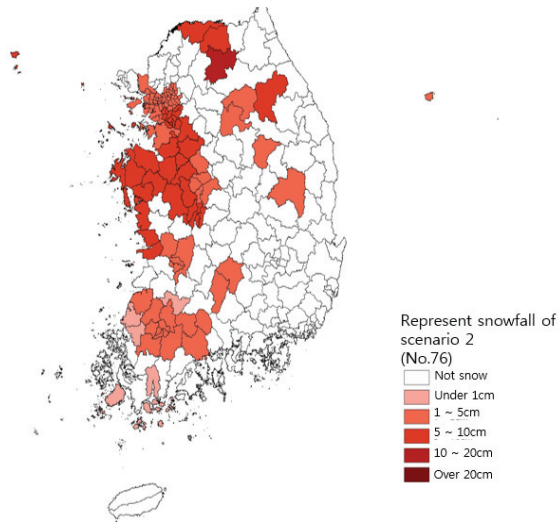 Represent snowfall of
scenario 2
(No.76)
Not snow
Under 1cm
1 ~ 5cm
5 ~ 10cm
10 ~ 20cm
Over 20cm